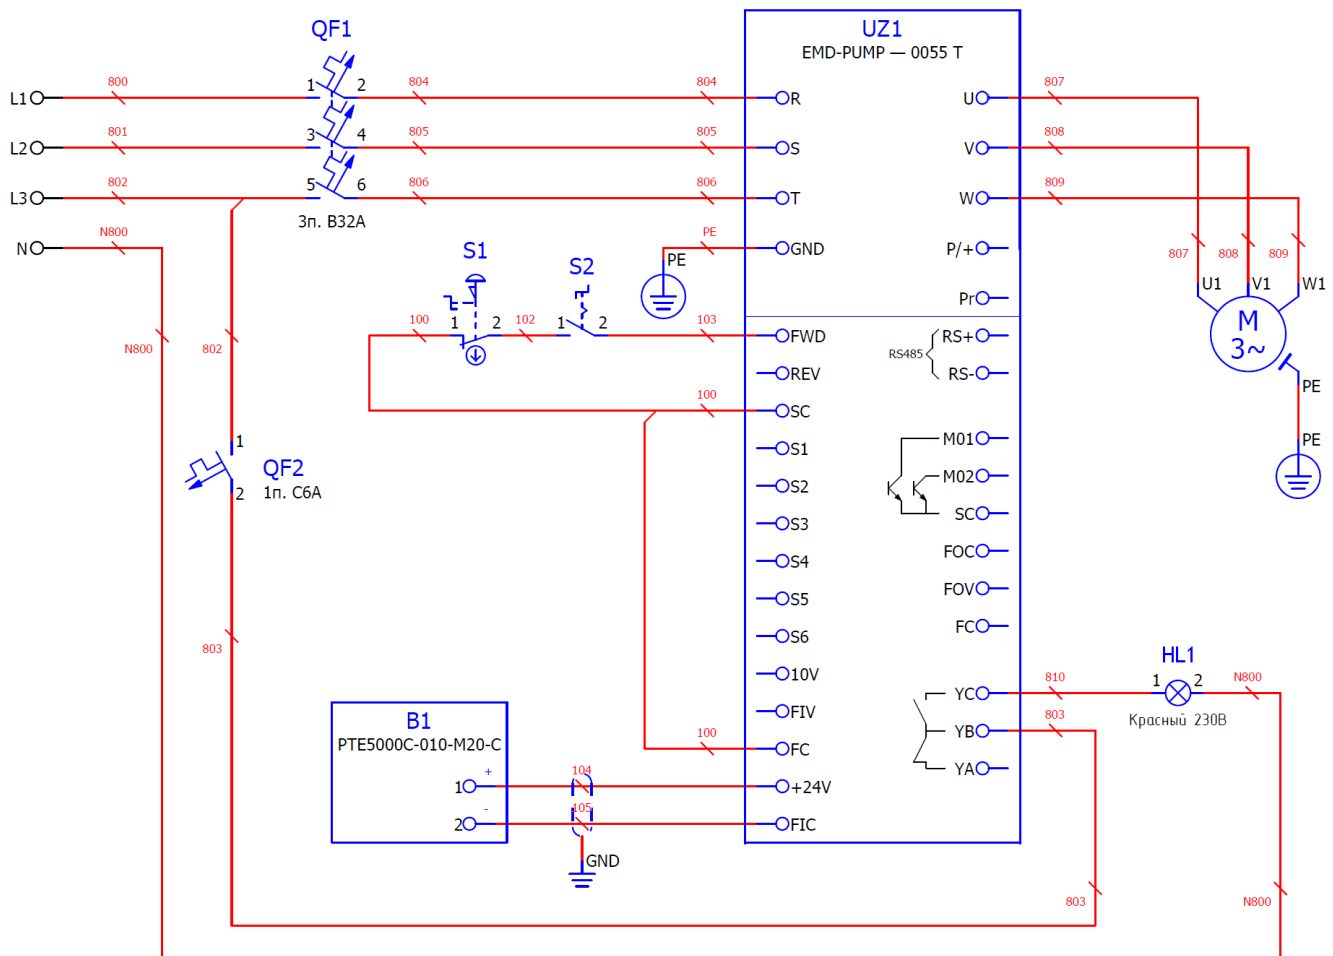 QF1
UZ1
EMD-PUMP — 0055 T
L1
800
1
2
804
804
R
U
807
L2
801
3
4
805
805
S
V
808
L3
802
5
6
806
806
T
W
809
3п. В32А
N
N800
PE
GND
P/+
807
808
809
S1
S2
PE
Pr
U1
V1
W1
M
3~
N800
802
100
1
2
102
1
2
103
FWD
RS485
RS+
REV
RS-
PE
100
SC
M01
PE
1
S1
QF2
1п. С6А
2
S2
M02
S3
SC
S4
FOC
S5
FOV
803
S6
FC
10V
HL1
YC
810
1
2
N800
Красный 230В
B1
PTE5000C-010-M20-C
FIV
YB
803
100
FC
YA
1
+
104
+24V
2
-
105
FIC
GND
803
N800